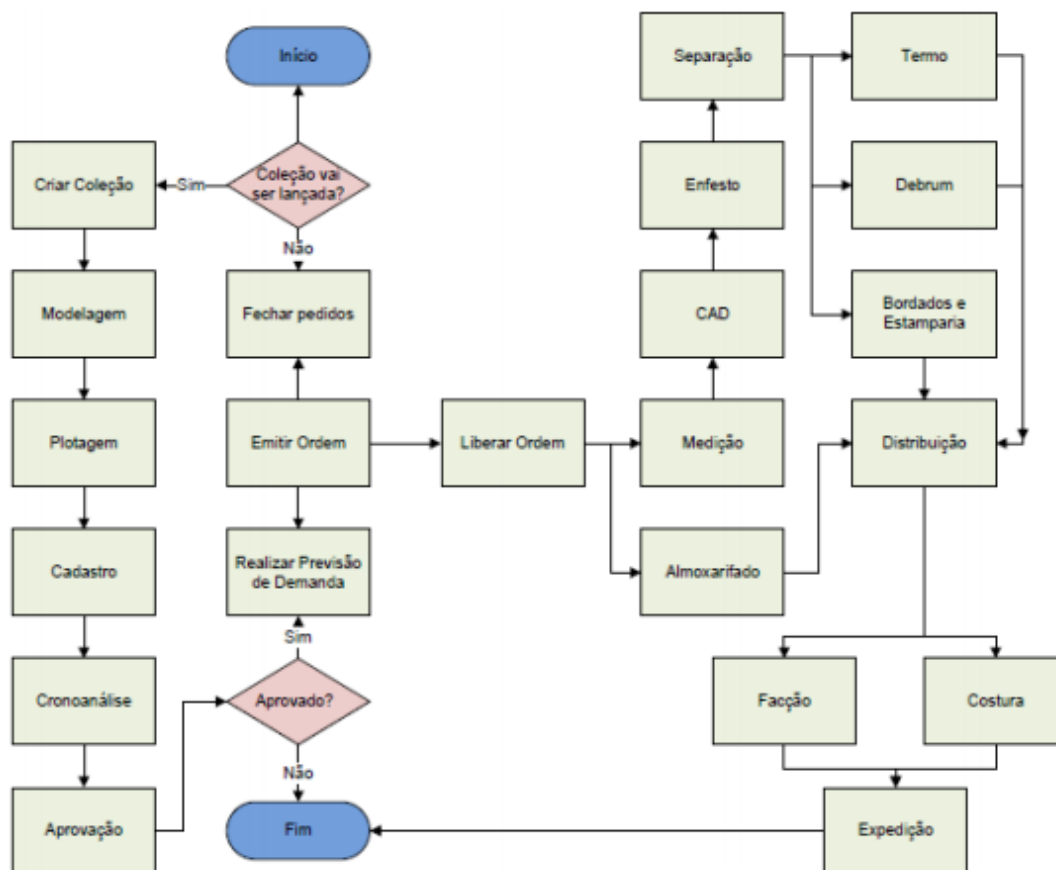 Início
Separação
Termo
Criar Coleção
Sim
Coleção vai
ser lançada?
Enfesto
Debrum
Não
Modelagem
Fechar pedidos
CAD
Bordados e
Estamparia
Plotagem
Emitir Ordem
Liberar Ordem
Medição
Distribuição
Cadastro
Realizar Previsão
de Demanda
Almoxarifado
Sim
Cronoanálise
Aprovado?
Facção
Costura
Não
Aprovação
Fim
Expedição